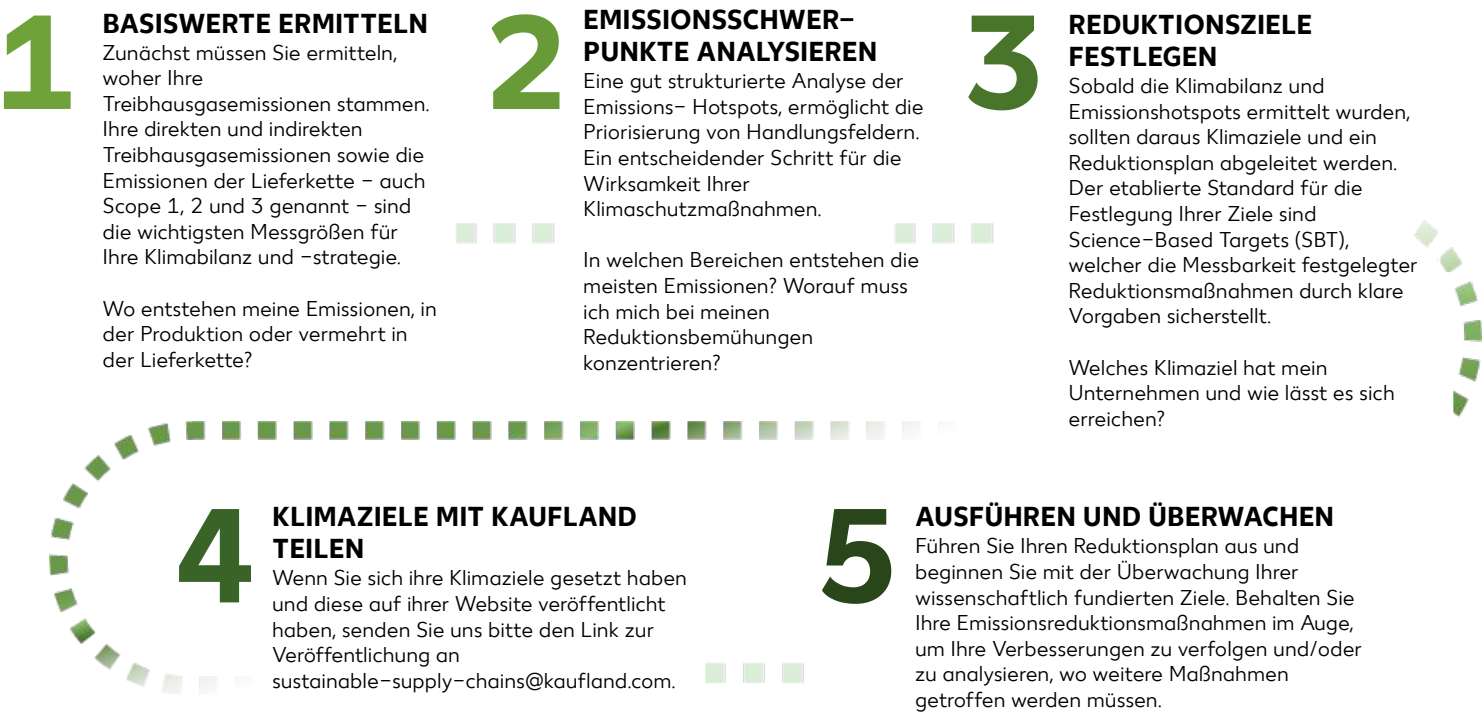 1
BASISWERTE ERMITTELN
Zunächst müssen Sie ermitteln,
woher Ihre
Treibhausgasemissionen stammen.
Ihre direkten und indirekten
Treibhausgasemissionen sowie die
Emissionen der Lieferkette – auch
Scope 1, 2 und 3 genannt – sind
die wichtigsten Messgrößen für
Ihre Klimabilanz und –strategie.
Wo entstehen meine Emissionen, in
der Produktion oder vermehrt in
der Lieferkette?
2
EMISSIONSSCHWER–
PUNKTE ANALYSIEREN
Eine gut strukturierte Analyse der
Emissions– Hotspots, ermöglicht die
Priorisierung von Handlungsfeldern.
Ein entscheidender Schritt für die
Wirksamkeit Ihrer
Klimaschutzmaßnahmen.
In welchen Bereichen entstehen die
meisten Emissionen? Worauf muss
ich mich bei meinen
Reduktionsbemühungen
konzentrieren?
3
REDUKTIONSZIELE
FESTLEGEN
Sobald die Klimabilanz und
Emissionshotspots ermittelt wurden,
sollten daraus Klimaziele und ein
Reduktionsplan abgeleitet werden.
Der etablierte Standard für die
Festlegung Ihrer Ziele sind
Science–Based Targets (SBT),
welcher die Messbarkeit festgelegter
Reduktionsmaßnahmen durch klare
Vorgaben sicherstellt.
Welches Klimaziel hat mein
Unternehmen und wie lässt es sich
erreichen?
4
KLIMAZIELE MIT KAUFLAND
TEILEN
Wenn Sie sich ihre Klimaziele gesetzt haben
und diese auf ihrer Website veröffentlicht
haben, senden Sie uns bitte den Link zur
Veröffentlichung an
sustainable–supply–chains@kaufland.com.
5
AUSFÜHREN UND ÜBERWACHEN
Führen Sie Ihren Reduktionsplan aus und
beginnen Sie mit der Überwachung Ihrer
wissenschaftlich fundierten Ziele. Behalten Sie
Ihre Emissionsreduktionsmaßnahmen im Auge,
um Ihre Verbesserungen zu verfolgen und/oder
zu analysieren, wo weitere Maßnahmen
getroffen werden müssen.